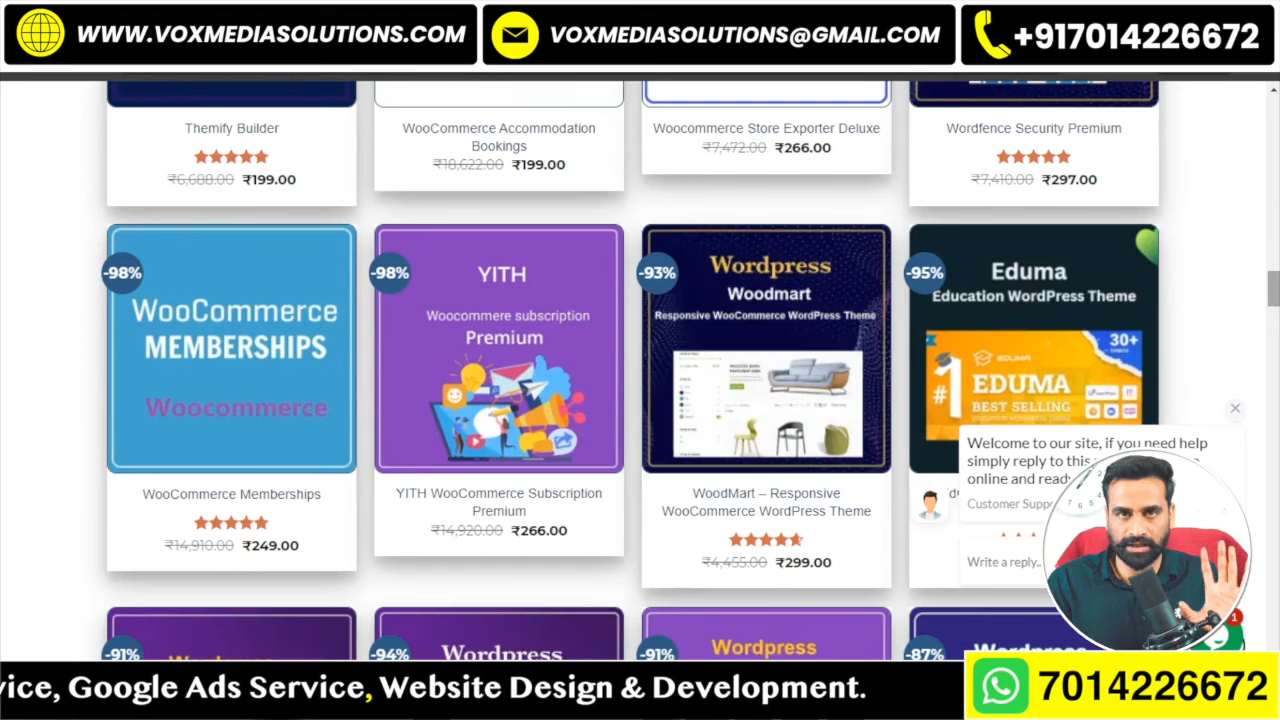 WWW.VOXMEDIASOLUTIONS.COM
VOXMEDIASOLUTIONS@GMAIL.COM
+917014226672
Themify Builder
₹6,688.00 ₹199.00
WooCommerce Accommodation
Bookings
₹18,622.00 ₹199.00
Woocommerce Store Exporter Deluxe
₹7,472.00 ₹266.00
Wordfence Security Premium
₹7,410.00 ₹297.00
-98%
WooCommerce
MEMBERSHIPS
Woocommerce
WooCommerce Memberships
₹14,910.00 ₹249.00
-98%
YITH
Woocommere subscription
Premium
YITH WooCommerce Subscription
Premium
₹14,920.00 ₹266.00
-93%
Wordpress
Woodmart
Responsive WooCommerce WordPress Theme
WoodMart – Responsive
WooCommerce WordPress Theme
₹4,455.00 ₹299.00
-95%
Eduma
Education WordPress Theme
30+
EDUMA
#1 EDUMA
BEST SELLING
Welcome to our site, if you need help
simply reply to this
online and
Customer
Write a reply..
1
-91%
-94%
Wordpress
-91%
Wordpress
-87%
vice, Google Ads Service, Website Design & Development.
7014226672